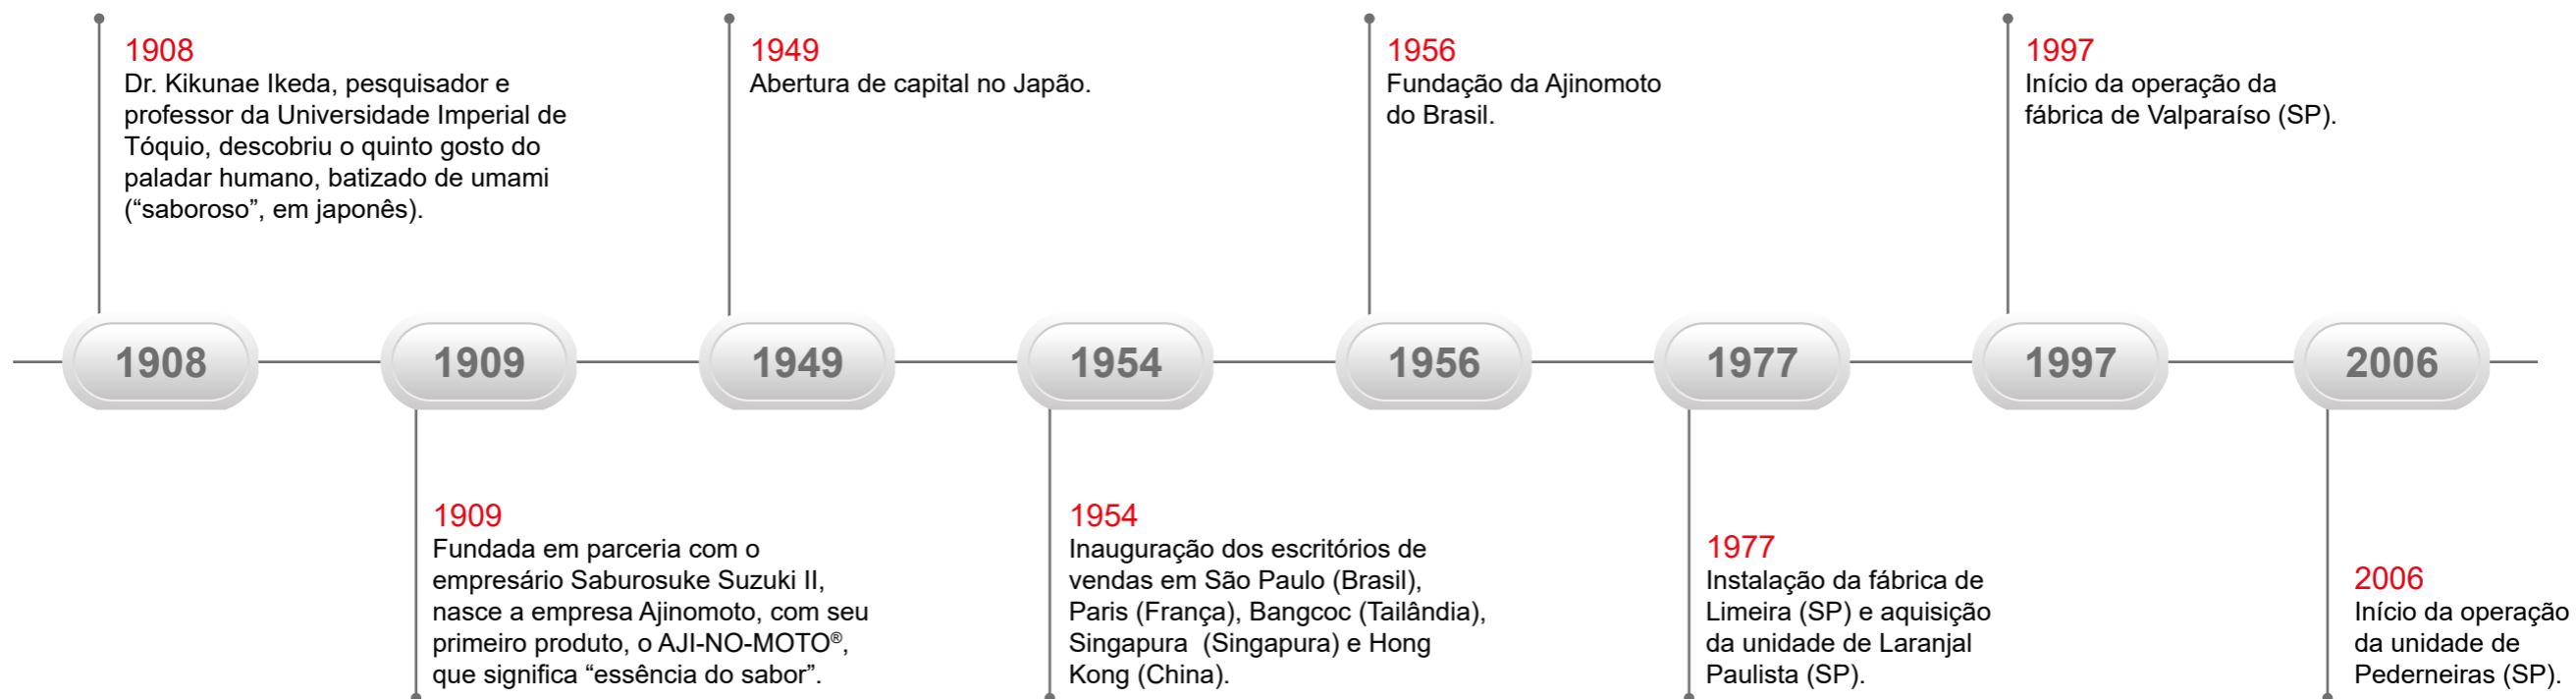 1908
Dr. Kikunae Ikeda, pesquisador e
professor da Universidade Imperial de
Tóquio, descobriu o quinto gosto do
paladar humano, batizado de umami
(“saboroso”, em japonês).
1949
Abertura de capital no Japão.
1956
Fundação da Ajinomoto
do Brasil.
1997
Início da operação da
fábrica de Valparaíso (SP).
1908
1909
1949
1954
1956
1977
1997
2006
1909
Fundada em parceria com o
empresário Saburosuke Suzuki II,
nasce a empresa Ajinomoto, com seu
primeiro produto, o AJI-NO-MOTO®,
que significa “essência do sabor”.
1954
Inauguração dos escritórios de
vendas em São Paulo (Brasil),
Paris (França), Bangcoc (Tailândia),
Singapura (Singapura) e Hong
Kong (China).
1977
Instalação da fábrica de
Limeira (SP) e aquisição
da unidade de Laranjal
Paulista (SP).
2006
Início da operação
da unidade de
Pederneiras (SP).